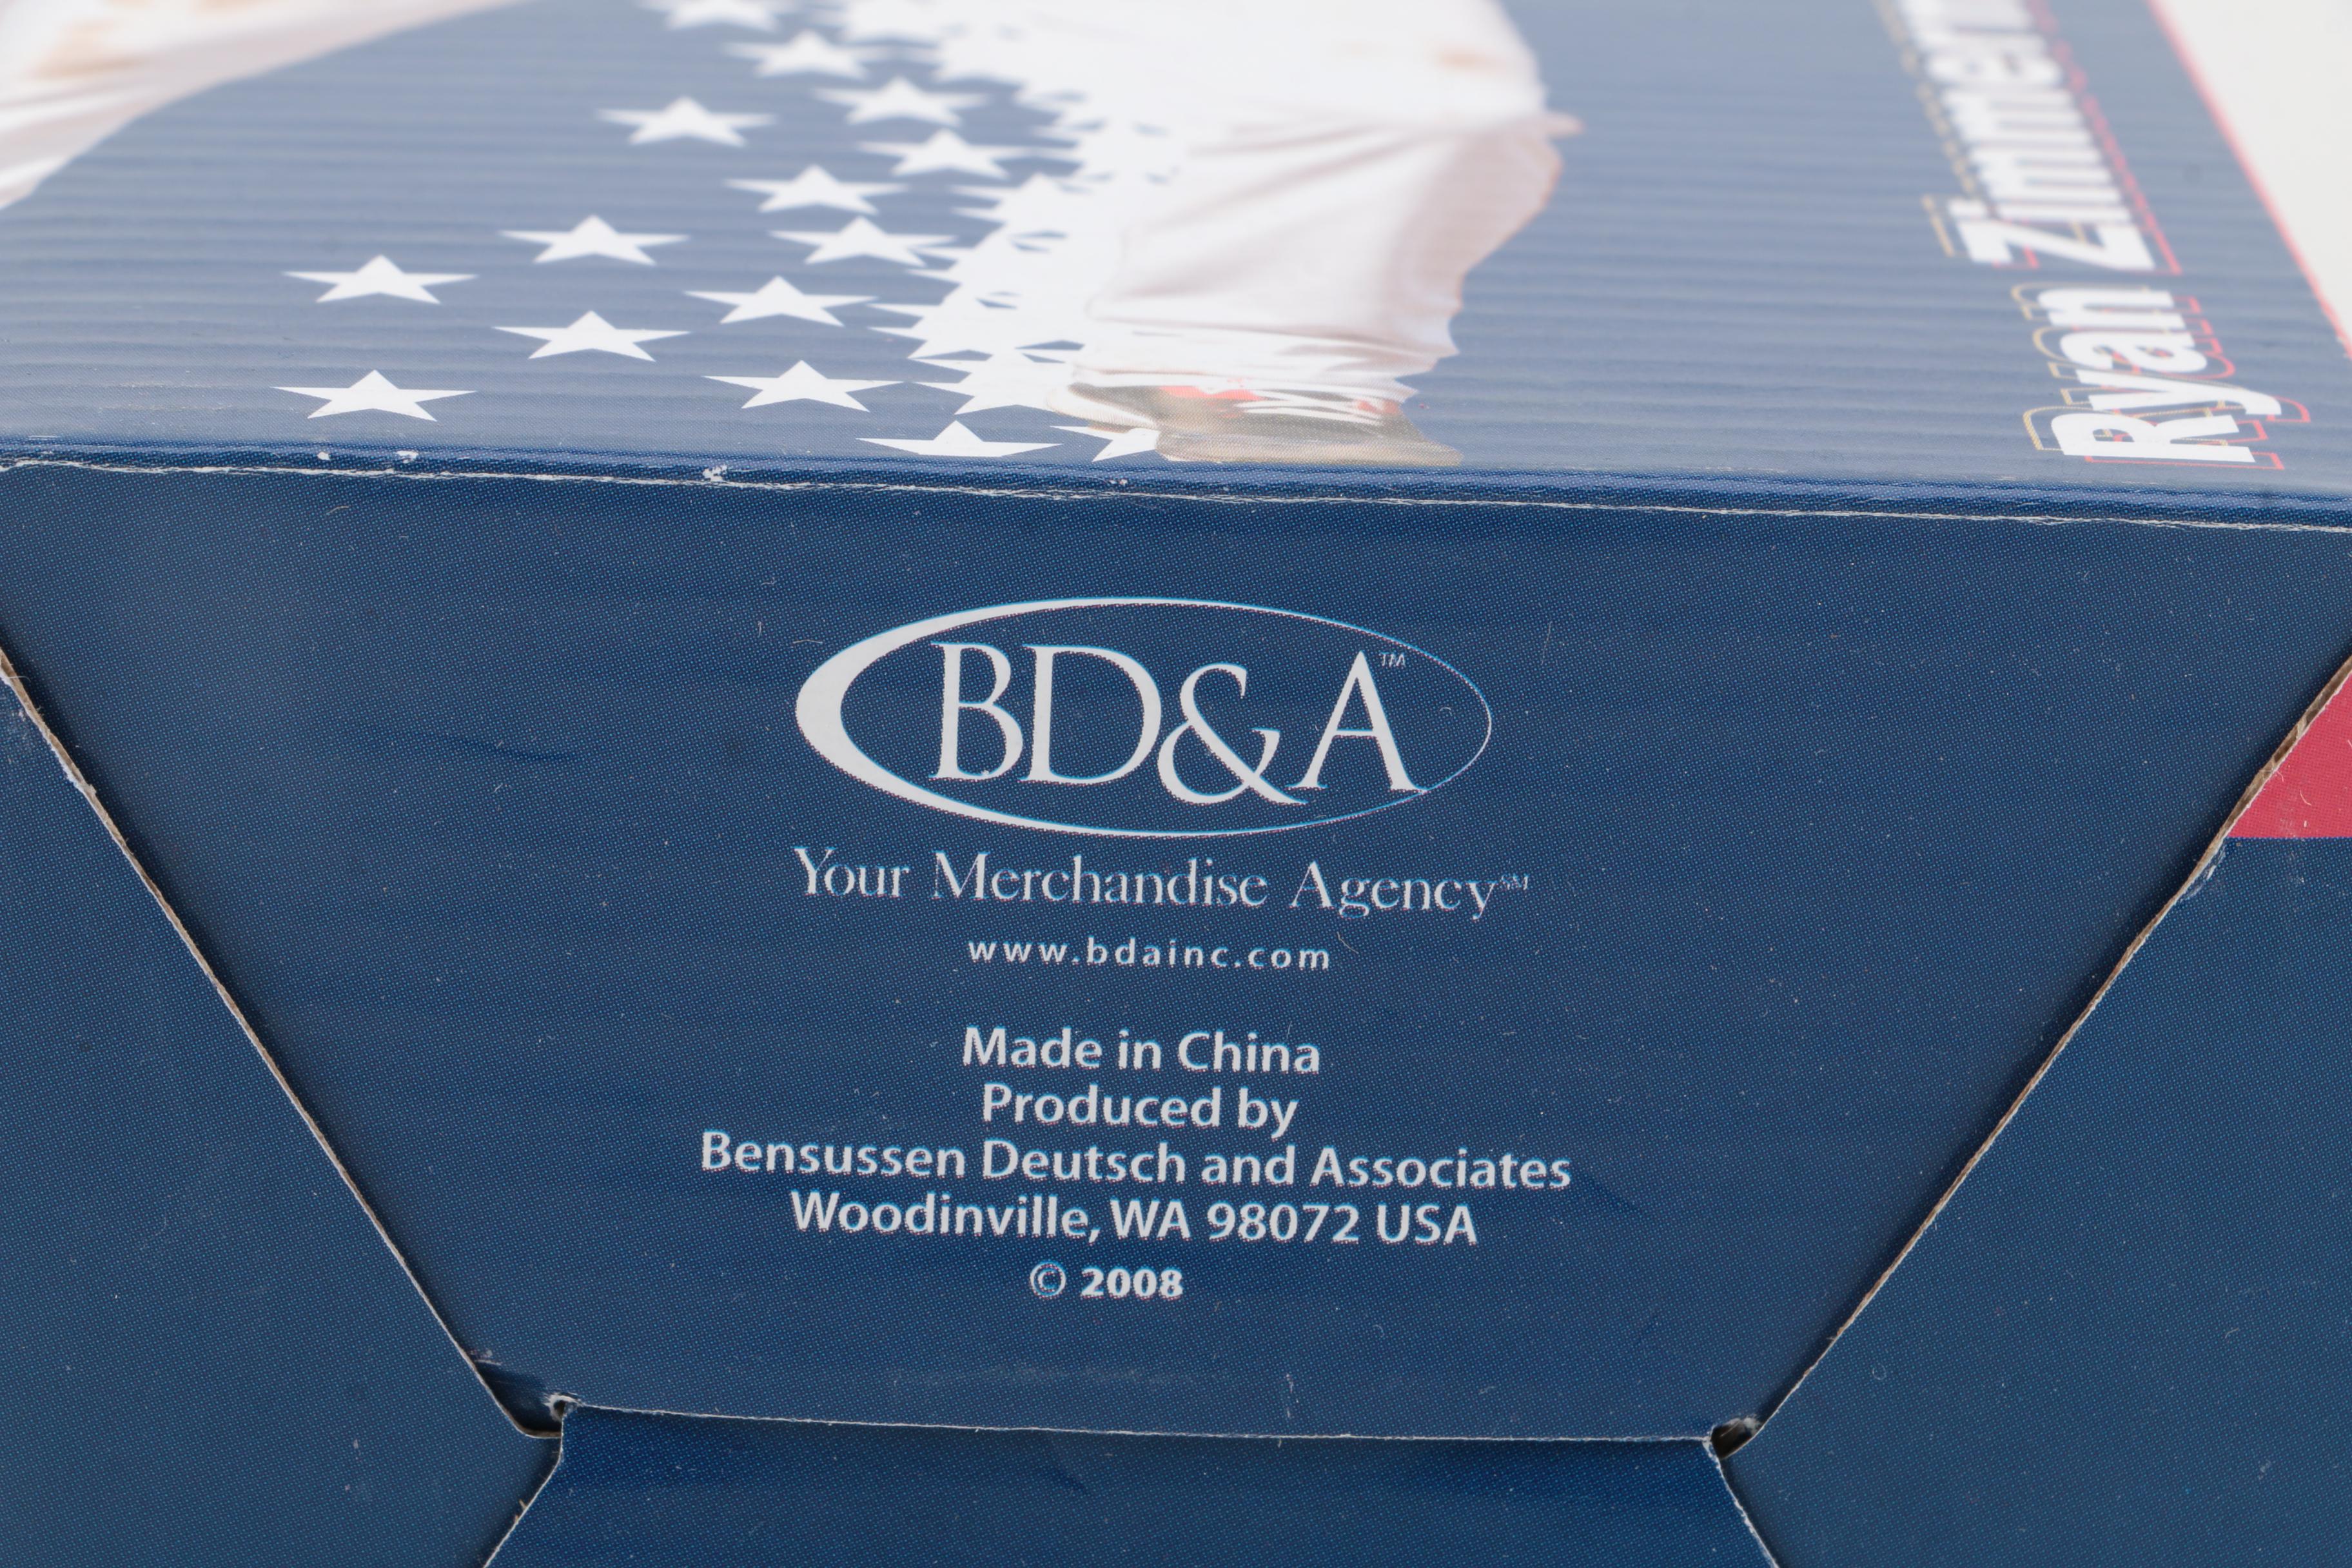 Ryan
BD&A™
Your Merchandise Agency℠
www.bdainc.com
Made in China
Produced by
Bensussen Deutsch and Associates
Woodinville, WA 98072 USA
© 2008